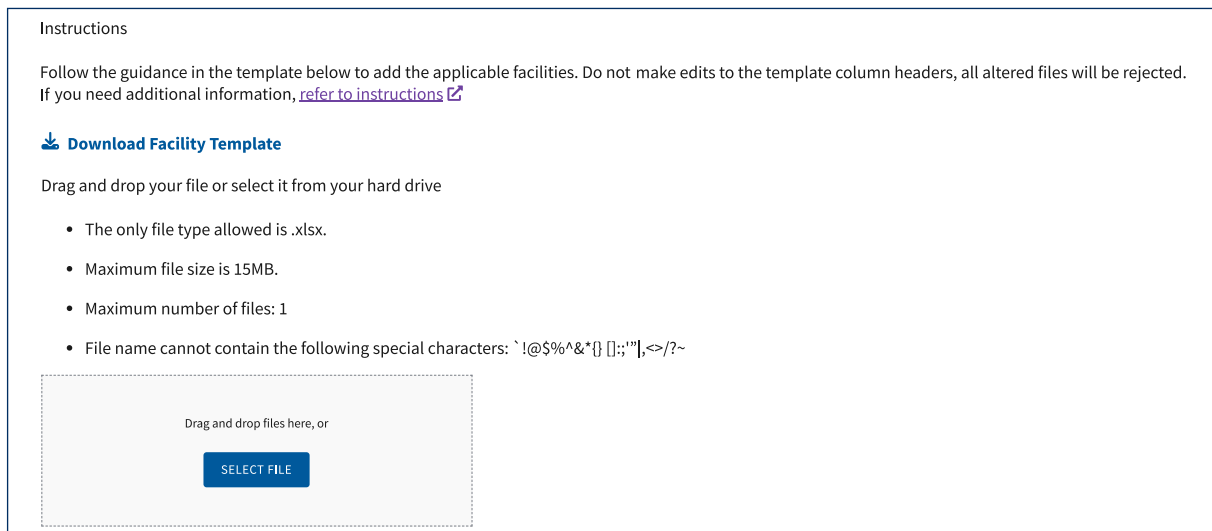 Instructions
Follow the guidance in the template below to add the applicable facilities. Do not make edits to the template column headers, all altered files will be rejected.
If you need additional information, refer to instructions
Download Facility Template
Drag and drop your file or select it from your hard drive
• The only file type allowed is .xlsx.
• Maximum file size is 15MB.
• Maximum number of files: 1
• File name cannot contain the following special characters: `!@$%^&*{} []:;'”|,<>/?~
Drag and drop files here, or
SELECT FILE